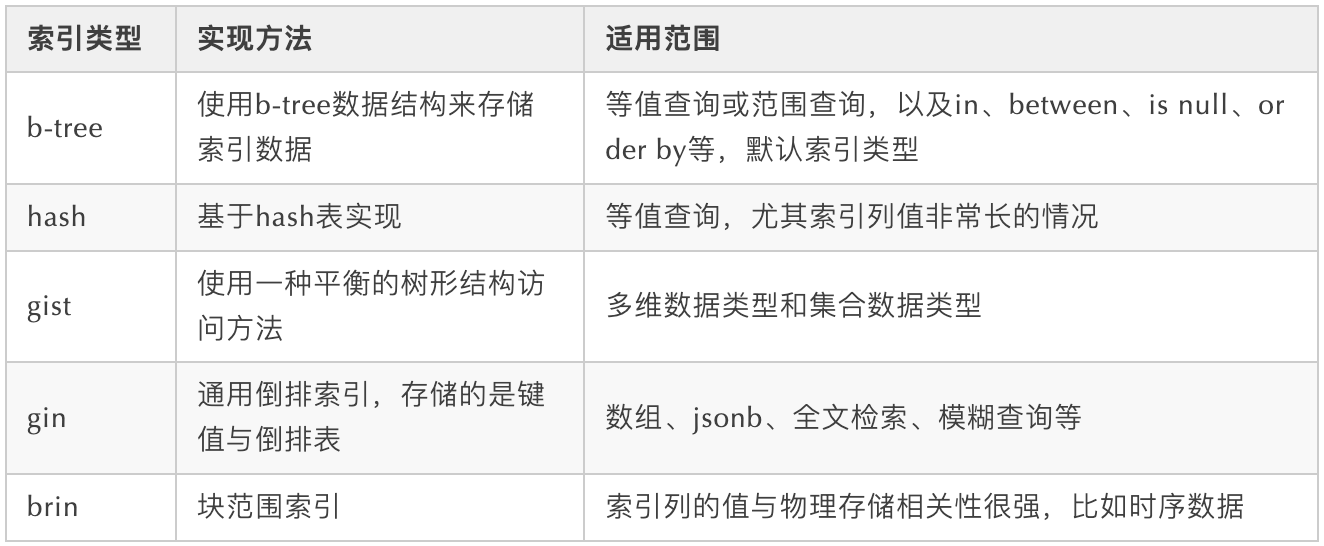 索引类型 实现方法 适用范围
b-tree
使用b-tree数据结构来存储
索引数据
等值查询或范围查询，以及in、between、is null、or
der by等，默认索引类型
hash 基于hash表实现 等值查询，尤其索引列值非常长的情况
gist
使用一种平衡的树形结构访
问方法
多维数据类型和集合数据类型
gin
通用倒排索引，存储的是键
值与倒排表
数组、jsonb、全文检索、模糊查询等
brin 块范围索引 索引列的值与物理存储相关性很强，比如时序数据